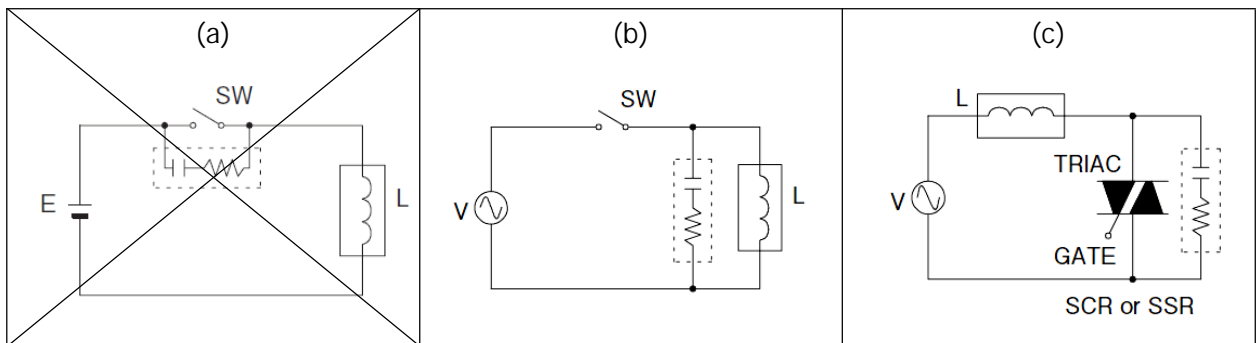 (a)
SW
E
L
(b)
SW
V
L
(c)
L
TRIAC
V
GATE
SCR or SSR